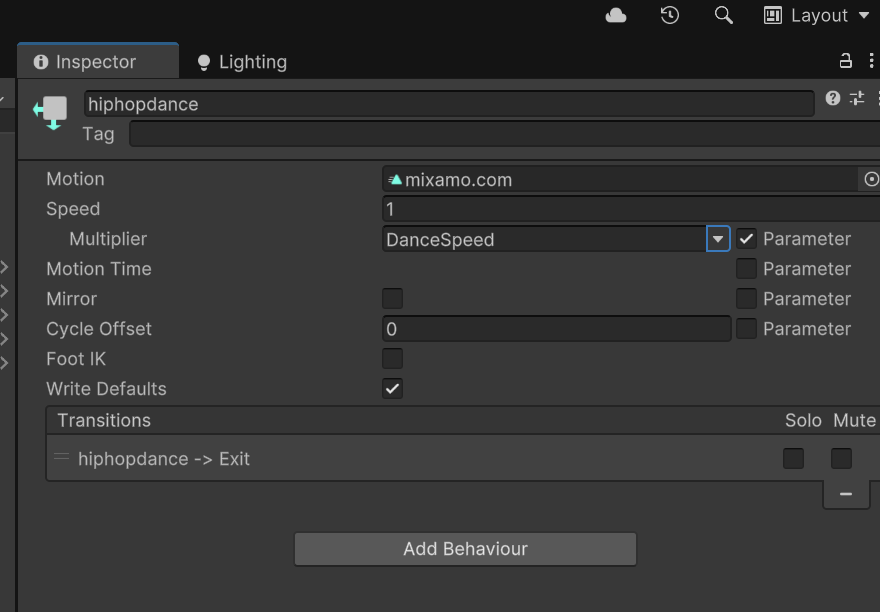 Layout
Inspector Lighting
hiphopdance
Tag
Motion mixamo.com
Speed 1
Multiplier DanceSpeed Parameter
Motion Time Parameter
Mirror Parameter
Cycle Offset 0 Parameter
Foot IK
Write Defaults
Transitions Solo Mute
hiphopdance -> Exit
Add Behaviour